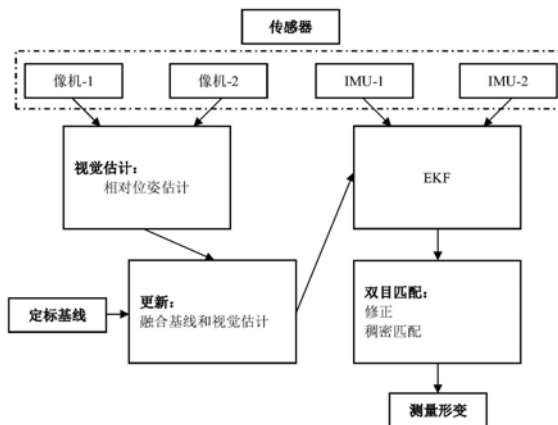 传感器
像机-1
像机-2
IMU-1
IMU-2
视觉估计：
相对位姿估计
EKF
更新：
融合基线和视觉估计
定标基线
双目匹配：
修正
稠密匹配
测量形变